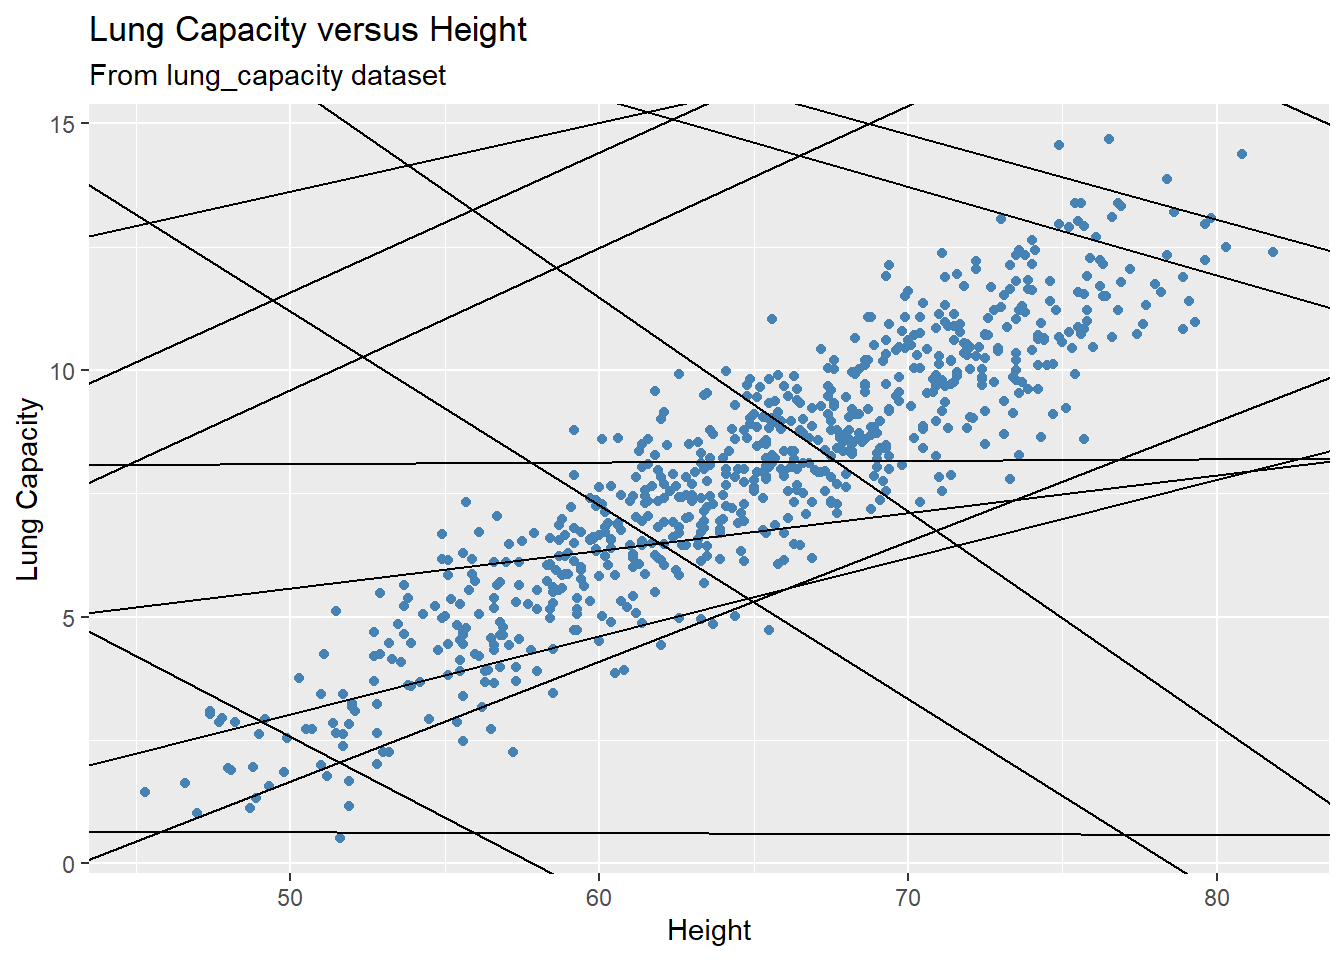 Lung Capacity versus Height
From lung_capacity dataset
15
10
5
0
Lung Capacity
50 60 70 80
Height